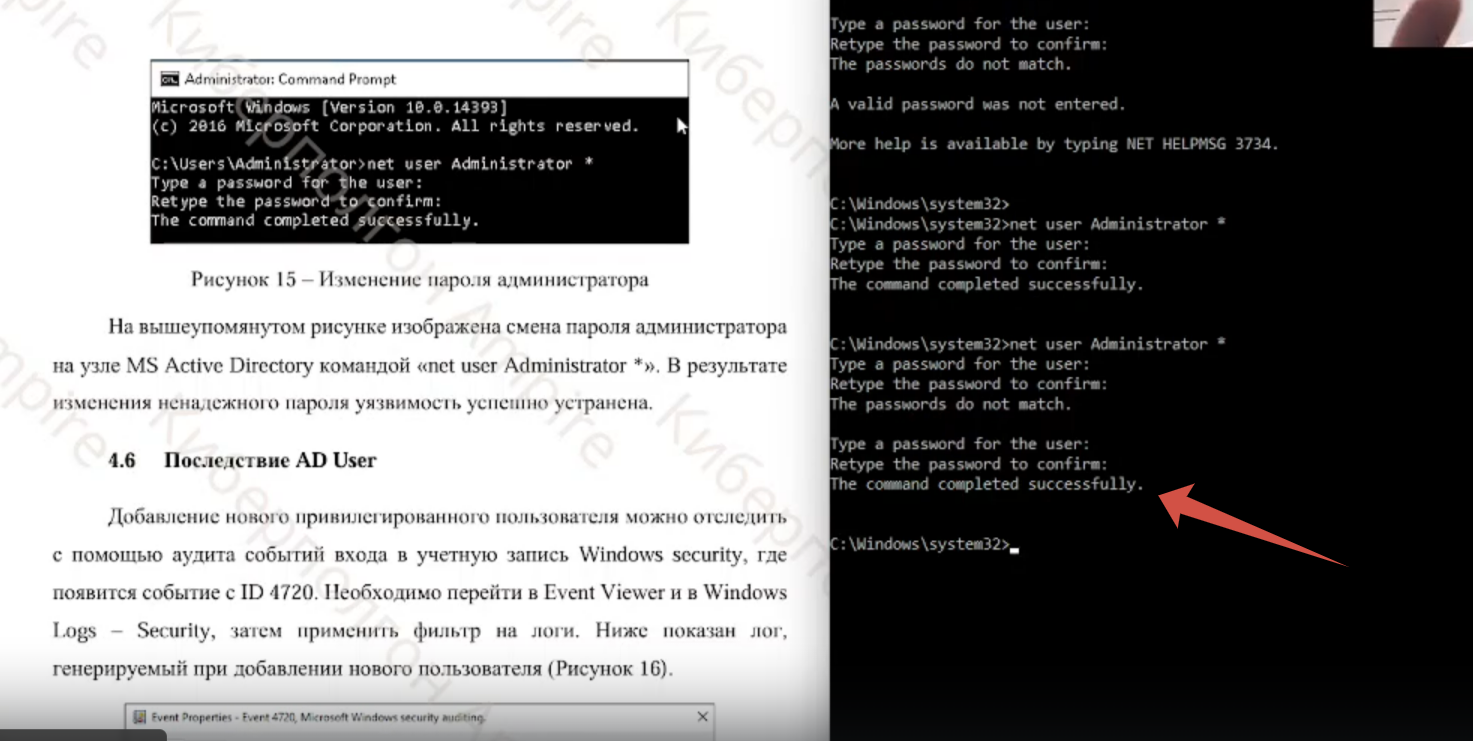 Administrator: Command Prompt
Microsoft Windows [Version 10.0.14393]
(c) 2016 Microsoft Corporation. All rights reserved.
C:\Users\Administrator>net user Administrator *
Type a password for the user:
Retype the password to confirm:
The command completed successfully.
Рисунок 15 – Изменение пароля администратора
На вышеупомянутом рисунке изображена смена пароля администратора
на узле MS Active Directory командой «net user Administrator *». В результате
изменения ненадежного пароля уязвимость успешно устранена.
4.6 Последствие AD User
Добавление нового привилегированного пользователя можно отследить
с помощью аудита событий входа в учетную запись Windows security, где
появится событие с ID 4720. Необходимо перейти в Event Viewer и в Windows
Logs – Security, затем применить фильтр на логи. Ниже показан лог,
генерируемый при добавлении нового пользователя (Рисунок 16).
Event Properties - Event 4720, Microsoft Windows security auditing.
Type a password for the user:
Retype the password to confirm:
The passwords do not match.
A valid password was not entered.
More help is available by typing NET HELPMSG 3734.
C:\Windows\system32>
C:\Windows\system32>net user Administrator *
Type a password for the user:
Retype the password to confirm:
The command completed successfully.
C:\Windows\system32>net user Administrator *
Type a password for the user:
Retype the password to confirm:
The passwords do not match.
Type a password for the user:
Retype the password to confirm:
The command completed successfully.
C:\Windows\system32>
Киберполигон Ampire